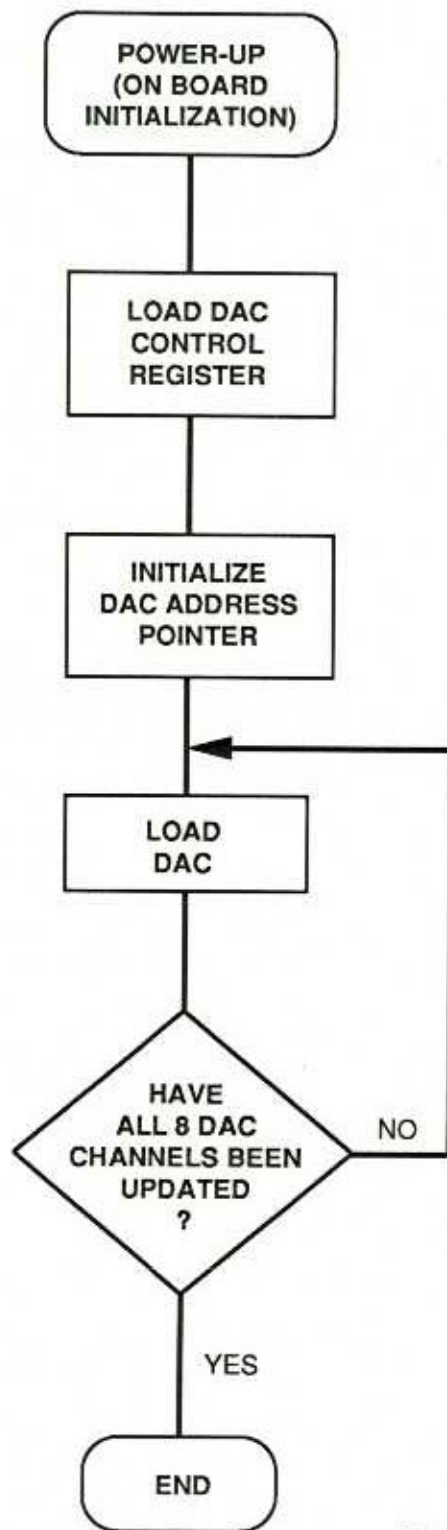 POWER-UP
(ON BOARD
INITIALIZATION)
LOAD DAC
CONTROL
REGISTER
INITIALIZE
DAC ADDRESS
POINTER
LOAD
DAC
HAVE
ALL 8 DAC
CHANNELS BEEN
UPDATED
?
NO
YES
END